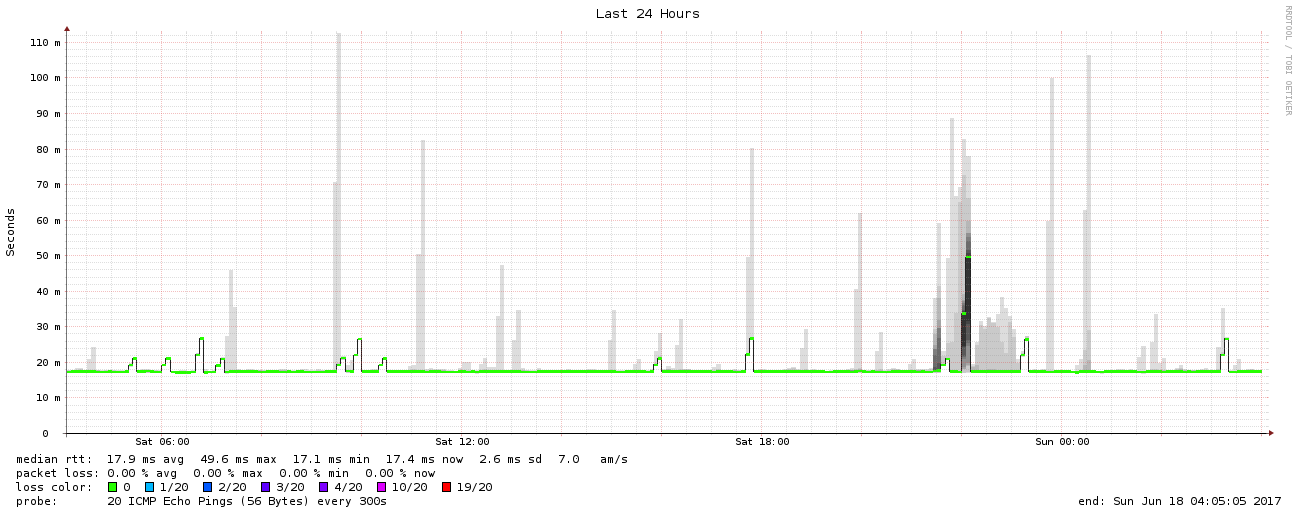 Last 24 Hours
RRDTOOL / TOBI OETIKER
Seconds
110 m
100 m
90 m
80 m
70 m
60 m
50 m
40 m
30 m
20 m
10 m
0
Sat 06:00 Sat 12:00 Sat 18:00 Sun 00:00
median rtt: 17.9 ms avg 49.6 ms max 17.1 ms min 17.4 ms now 2.6 ms sd 7.0 am/s
packet loss: 0.00 % avg 0.00 % max 0.00 % min 0.00 % now
loss color: 0 1/20 2/20 3/20 4/20 10/20 19/20
probe: 20 ICMP Echo Pings (56 Bytes) every 300s end: Sun Jun 18 04:05:05 2017